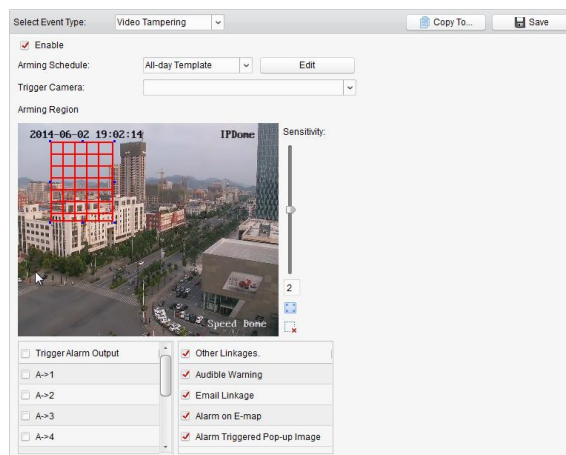 Select Event Type: Video Tampering Copy To... Save
Enable
Arming Schedule: All-day Template Edit
Trigger Camera:
Arming Region
2014-06-02 19:02:14 IPDome Sensitivity:
2
Speed Dome
Trigger Alarm Output Other Linkages.
A->1 Audible Warning
A->2 Email Linkage
A->3 Alarm on E-map
A->4 Alarm Triggered Pop-up Image